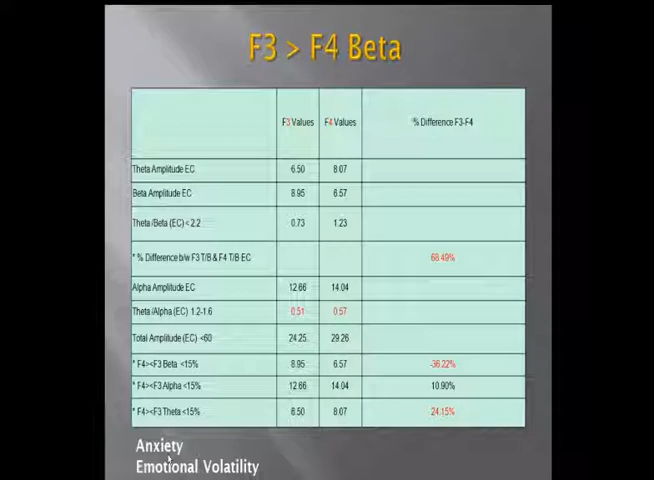 F3 > F4 Beta
F3 Values F4 Values % Difference F3-F4
Theta Amplitude EC 6.50 8.07
Beta Amplitude EC 8.95 6.57
Theta /Beta (EC) < 2.2 0.73 1.23
* % Difference b/w F3 T/B & F4 T/B EC 68.49%
Alpha Amplitude EC 12.66 14.04
Theta/Alpha (EC) 1.2-1.6 0.51 0.57
Total Amplitude (EC) <60 24.25 29.26
* F4><F3 Beta <15% 8.95 6.57 -36.22%
* F4><F3 Alpha <15% 12.66 14.04 10.90%
* F4><F3 Theta <15% 6.50 8.07 24.15%
Anxiety
Emotional Volatility